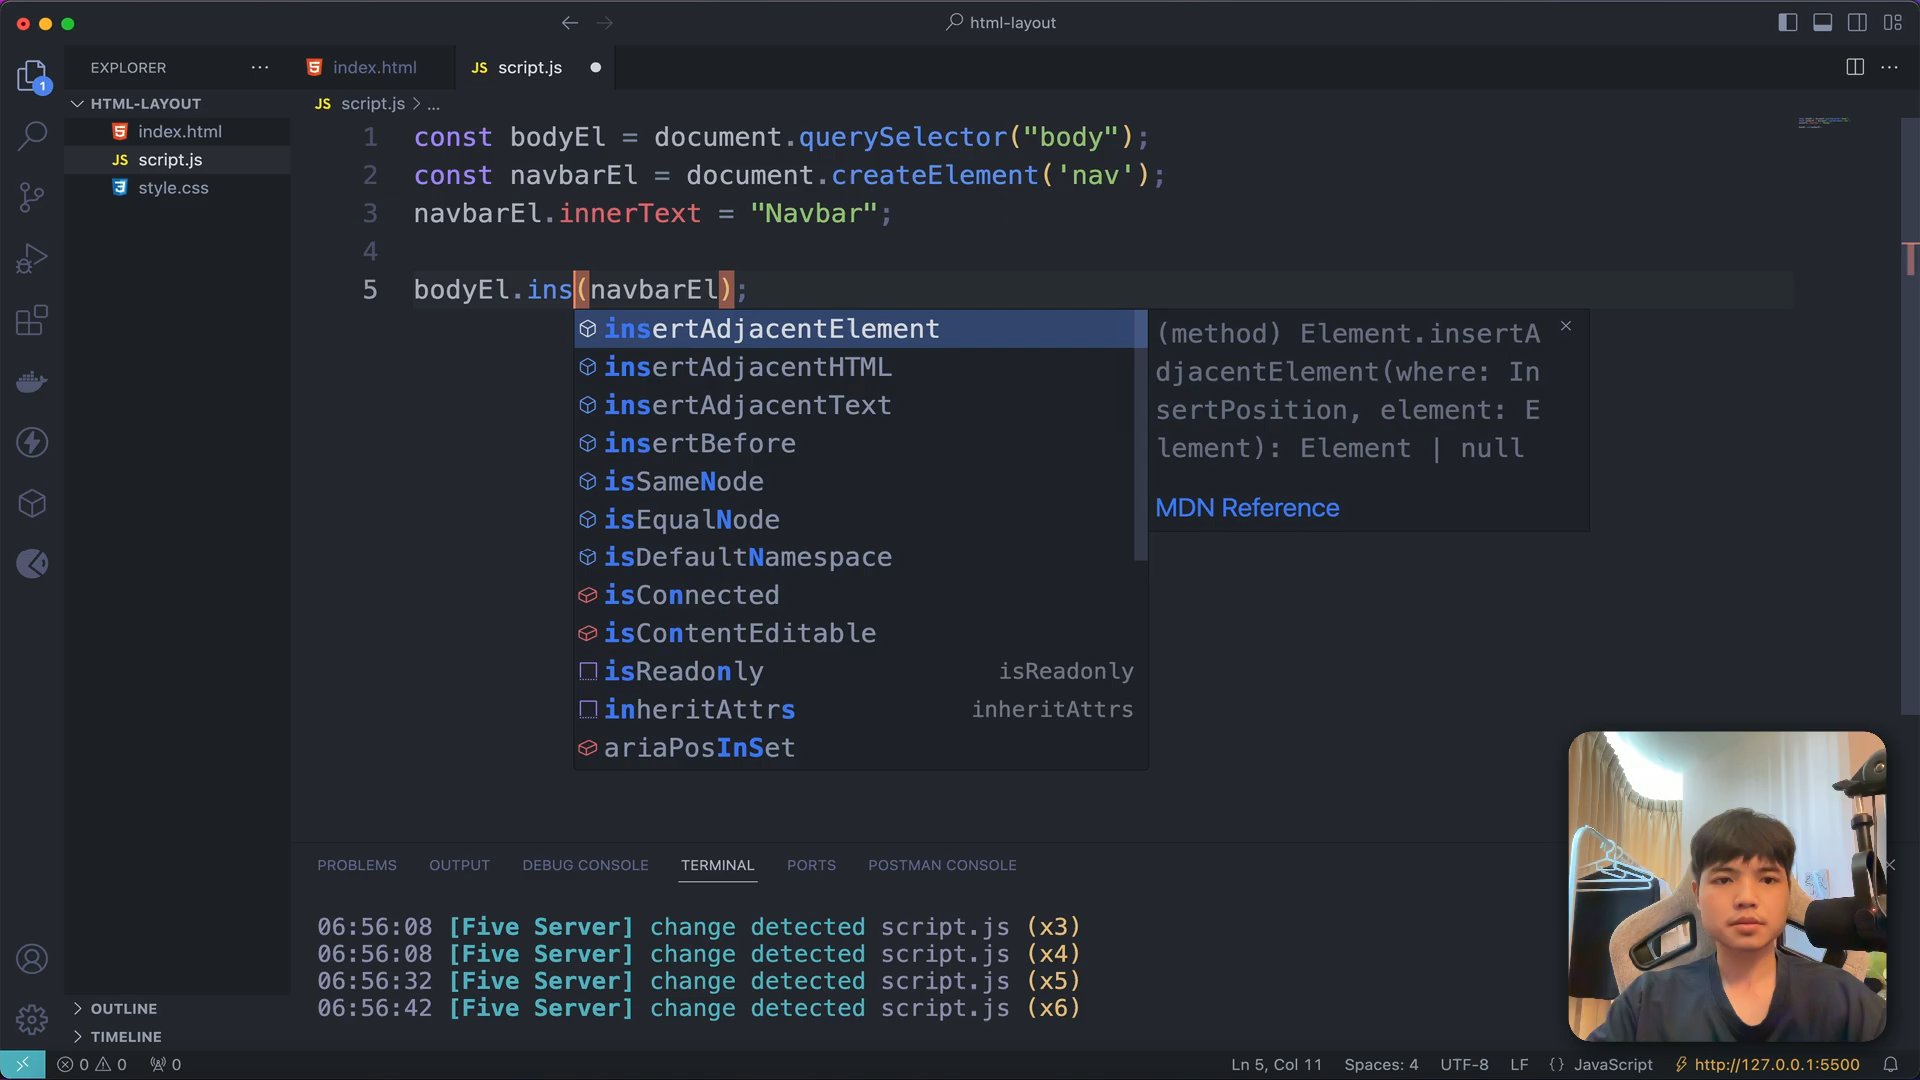 html-layout
EXPLORER
index.html
JS script.js
HTML-LAYOUT
index.html
JS script.js
style.css
JS script.js > ...
1 const bodyEl = document.querySelector("body");
2 const navbarEl = document.createElement('nav');
3 navbarEl.innerText = "Navbar";
4
5 bodyEl.ins(navbarEl);
insertAdjacentElement
insertAdjacentHTML
insertAdjacentText
insertBefore
isSameNode
isEqualNode
isDefaultNamespace
isConnected
isContentEditable
isReadonly isReadonly
inheritAttrs inheritAttrs
ariaPosInSet
(method) Element.insertA
djacentElement(where: In
sertPosition, element: E
lement): Element | null
MDN Reference
PROBLEMS OUTPUT DEBUG CONSOLE TERMINAL PORTS POSTMAN CONSOLE
06:56:08 [Five Server] change detected script.js (x3)
06:56:08 [Five Server] change detected script.js (x4)
06:56:32 [Five Server] change detected script.js (x5)
06:56:42 [Five Server] change detected script.js (x6)
OUTLINE
TIMELINE
1
0 0 0
Ln 5, Col 11 Spaces: 4 UTF-8 LF {} JavaScript http://127.0.0.1:5500